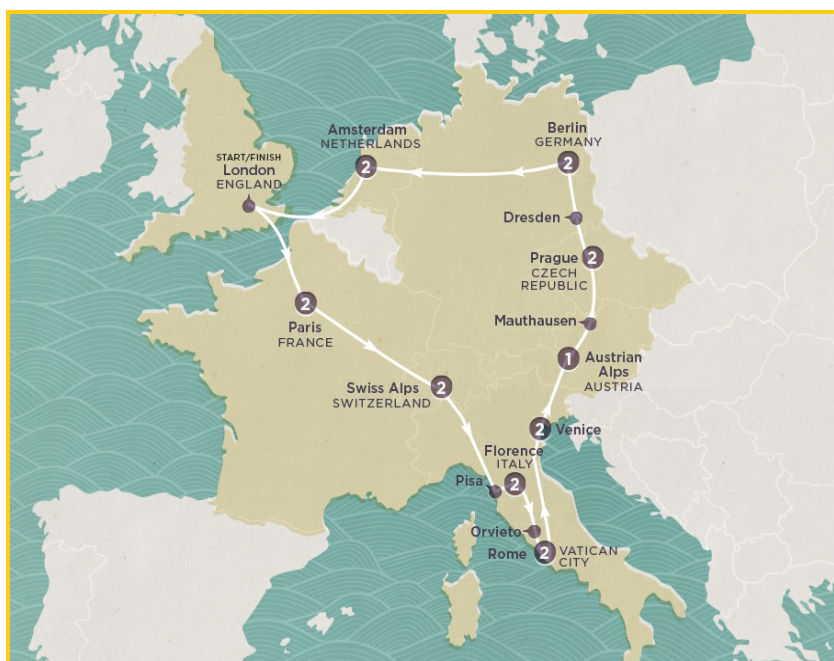 Amsterdam
NETHERLANDS
2
Berlin
GERMANY
2
START/FINISH
London
ENGLAND
Dresden
Prague
CZECH
REPUBLIC
2
2
Paris
FRANCE
Mauthausen
1
Austrian
Alps
AUSTRIA
Swiss Alps
SWITZERLAND
2
2
Venice
Florence
ITALY
2
Pisa
Orvieto
Rome
2
VATICAN
CITY